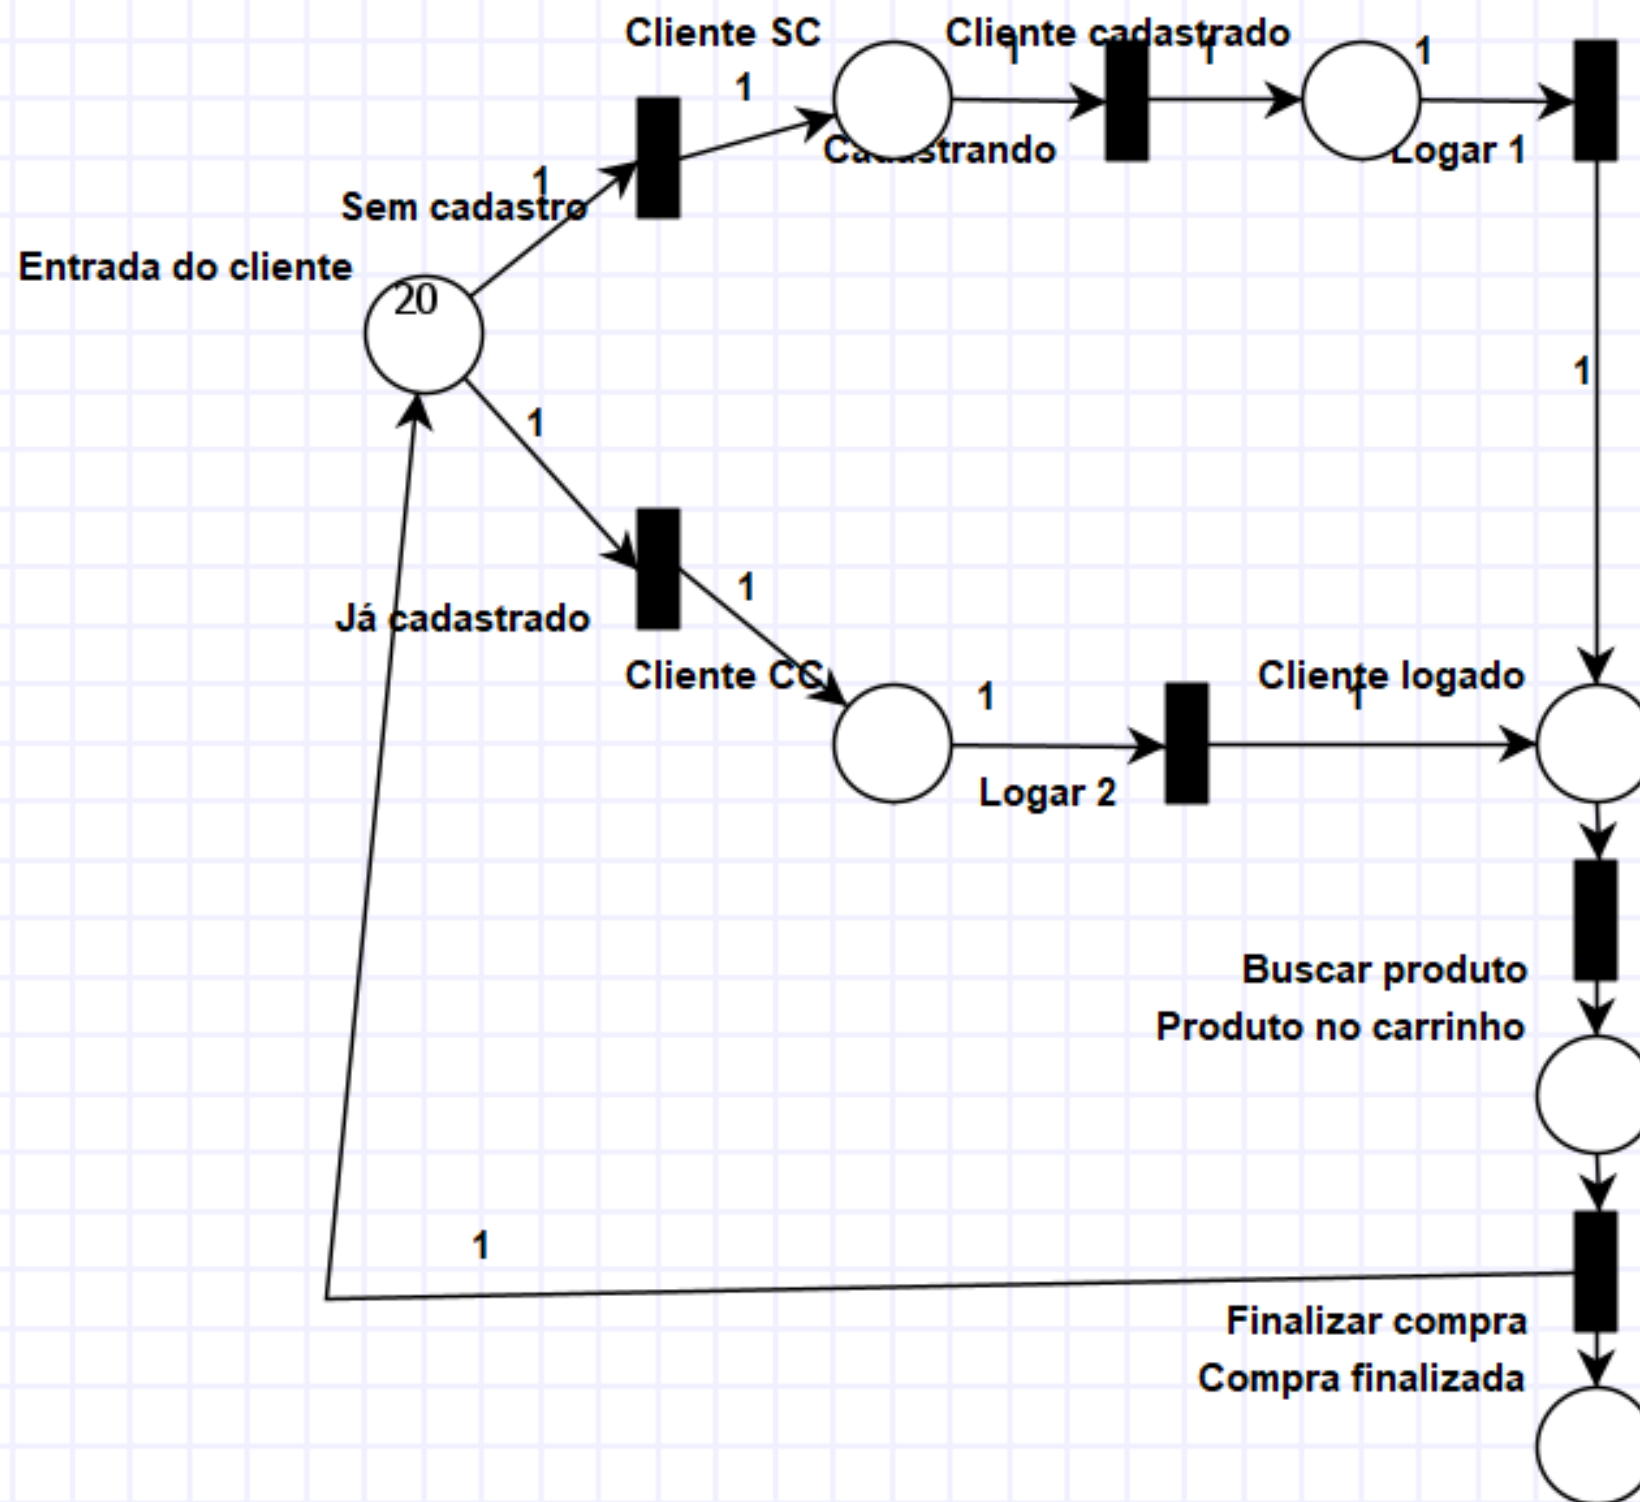 Cliente SC
Cliente cadastrado
1
1
1
1
Cadastrando
Logar 1
1
Sem cadastro
Entrada do cliente
20
1
1
1
Já cadastrado
Cliente CC
1
Cliente logado
1
Logar 2
Buscar produto
Produto no carrinho
1
Finalizar compra
Compra finalizada